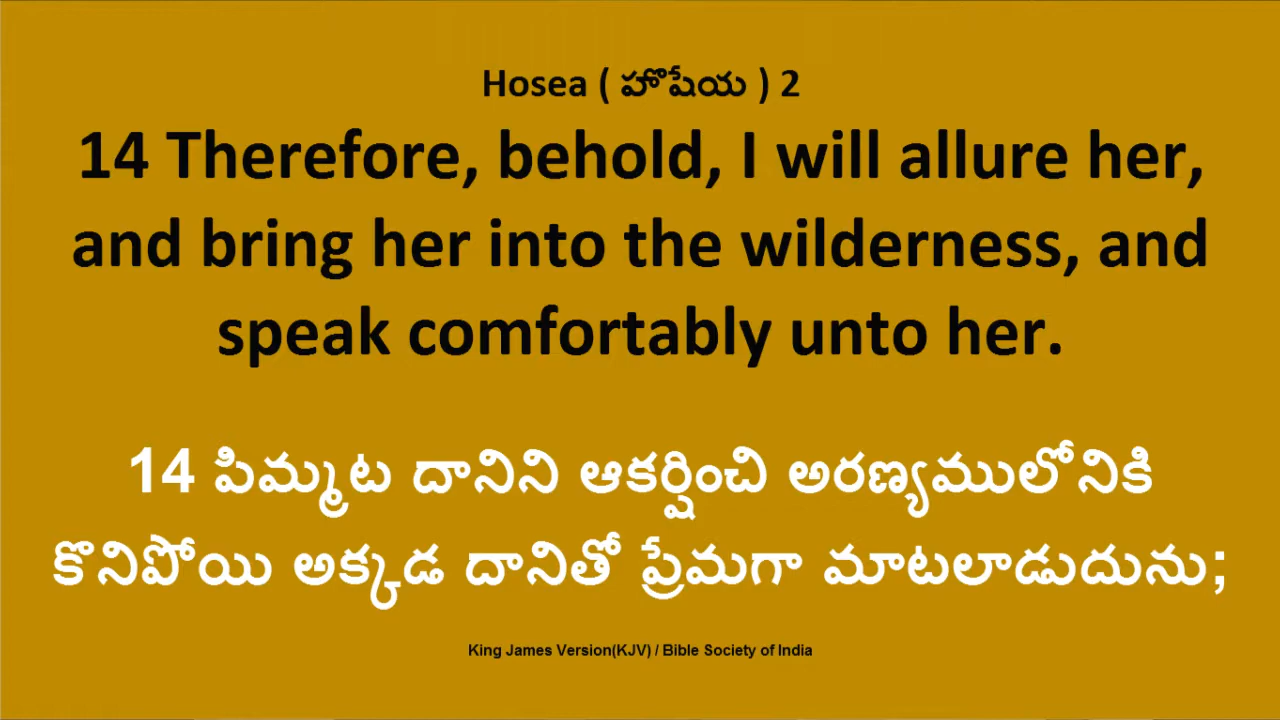 Hosea ( హొషేయ ) 2
14 Therefore, behold, I will allure her,
and bring her into the wilderness, and
speak comfortably unto her.
14 పిమ్మట దానిని ఆకర్షించి అరణ్యములోనికి
కొనిపోయి అక్కడ దానితో ప్రేమగా మాటలాడుదును;
King James Version(KJV) / Bible Society of India